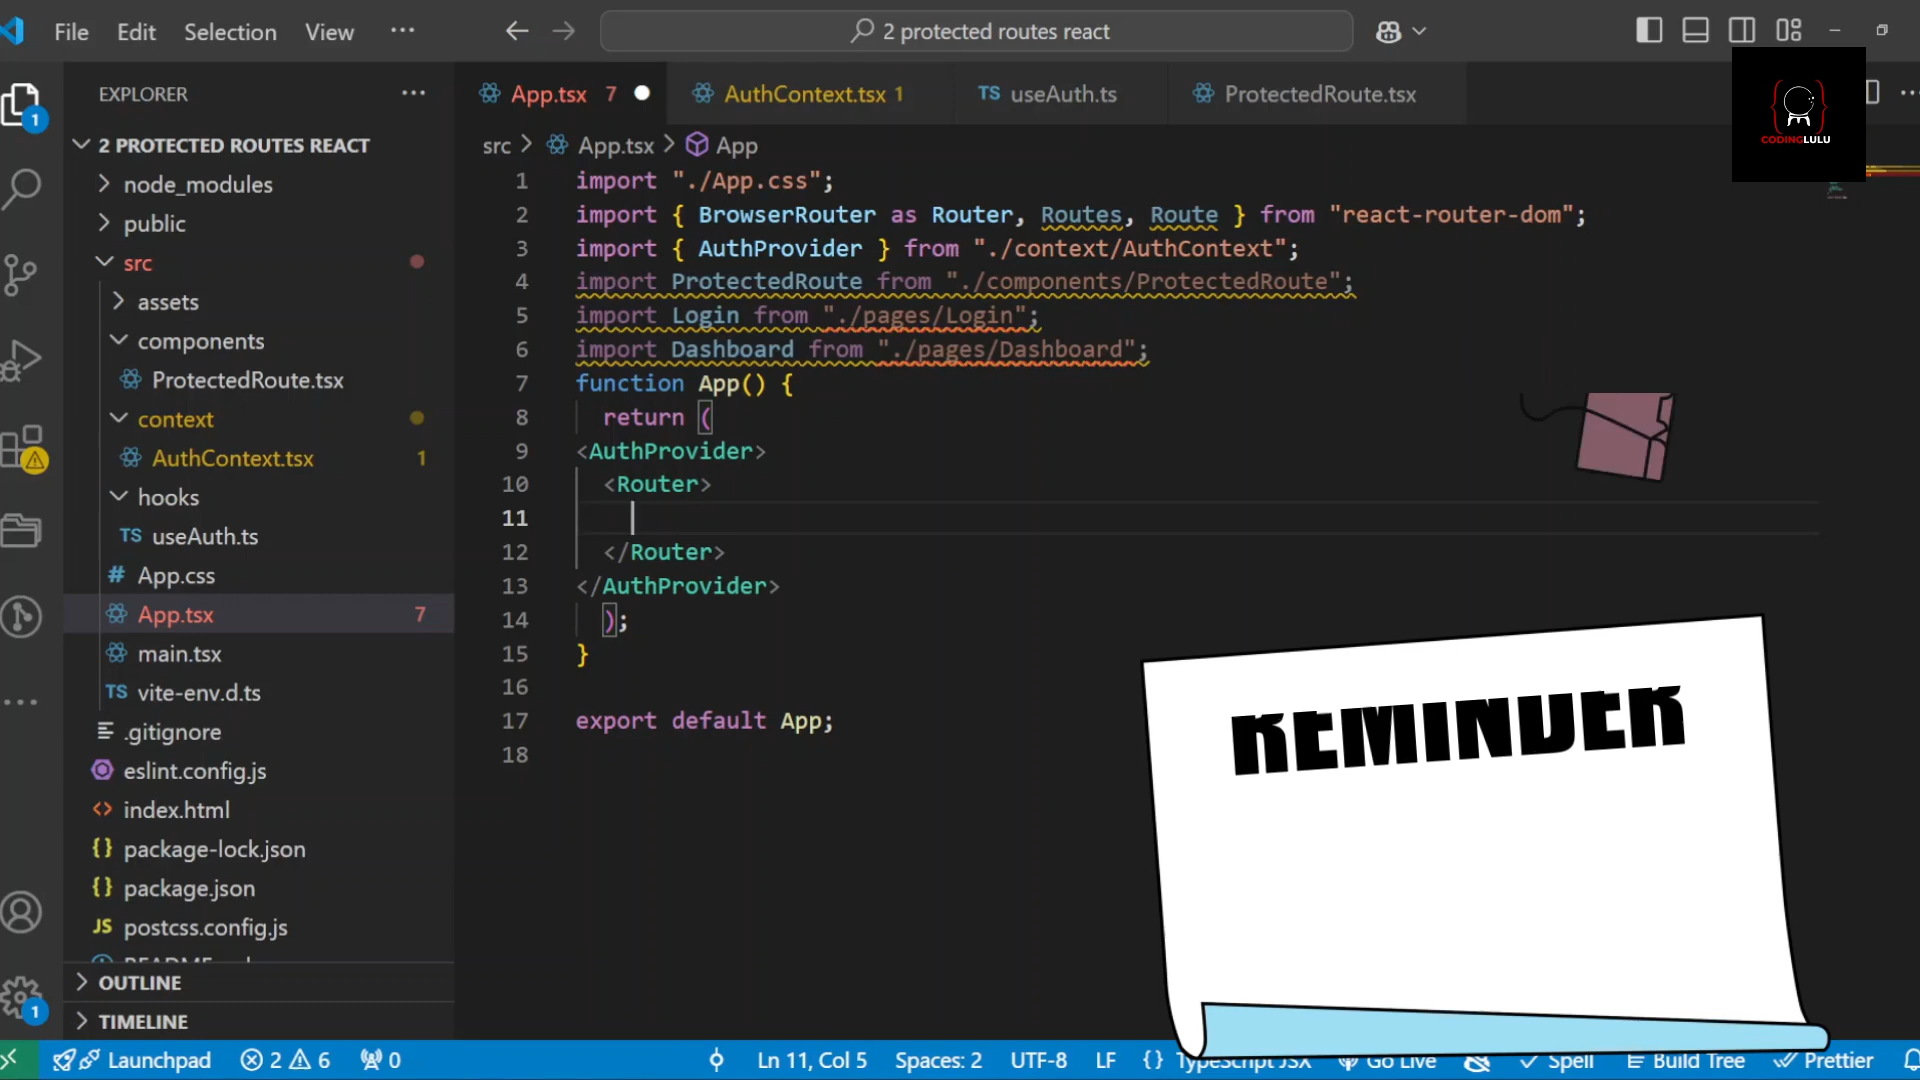 File Edit Selection View ...
2 protected routes react
EXPLORER ...
App.tsx 7
AuthContext.tsx 1
TS useAuth.ts
ProtectedRoute.tsx
CODINGLULU
1
2 PROTECTED ROUTES REACT
node_modules
public
src
assets
components
ProtectedRoute.tsx
context
AuthContext.tsx 1
hooks
TS useAuth.ts
# App.css
App.tsx 7
main.tsx
TS vite-env.d.ts
.gitignore
eslint.config.js
<> index.html
{} package-lock.json
{} package.json
JS postcss.config.js
OUTLINE
TIMELINE
1
src > App.tsx > App
1 import "./App.css";
2 import { BrowserRouter as Router, Routes, Route } from "react-router-dom";
3 import { AuthProvider } from "./context/AuthContext";
4 import ProtectedRoute from "./components/ProtectedRoute";
5 import Login from "./pages/Login";
6 import Dashboard from "./pages/Dashboard";
7 function App() {
8 return (
9 <AuthProvider>
10 <Router>
11
12 </Router>
13 </AuthProvider>
14 );
15 }
16
17 export default App;
18
REMINDER
Launchpad 2 6 0
Ln 11, Col 5 Spaces: 2 UTF-8 LF {} TypeScript JSX Go Live Spell Build Tree Prettier